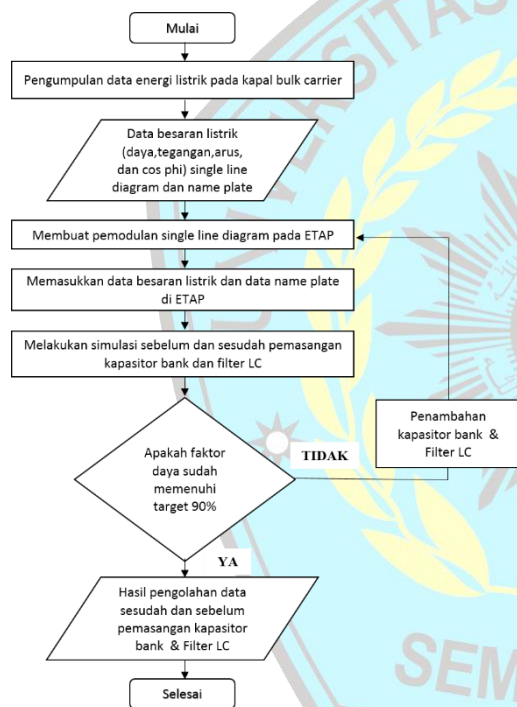 Mulai
Pengumpulan data energi listrik pada kapal bulk carrier
Data besaran listrik
(daya,tegangan,arus,
dan cos phi) single line
diagram dan name plate
Membuat pemodulan single line diagram pada ETAP
Memasukkan data besaran listrik dan data name plate
di ETAP
Melakukan simulasi sebelum dan sesudah pemasangan
kapasitor bank dan filter LC
Apakah faktor
daya sudah
memenuhi
target 90%
TIDAK
Penambahan
kapasitor bank &
Filter LC
YA
Hasil pengolahan data
sesudah dan sebelum
pemasangan kapasitor
bank & Filter LC
Selesai
UNIVERSITAS
SEM